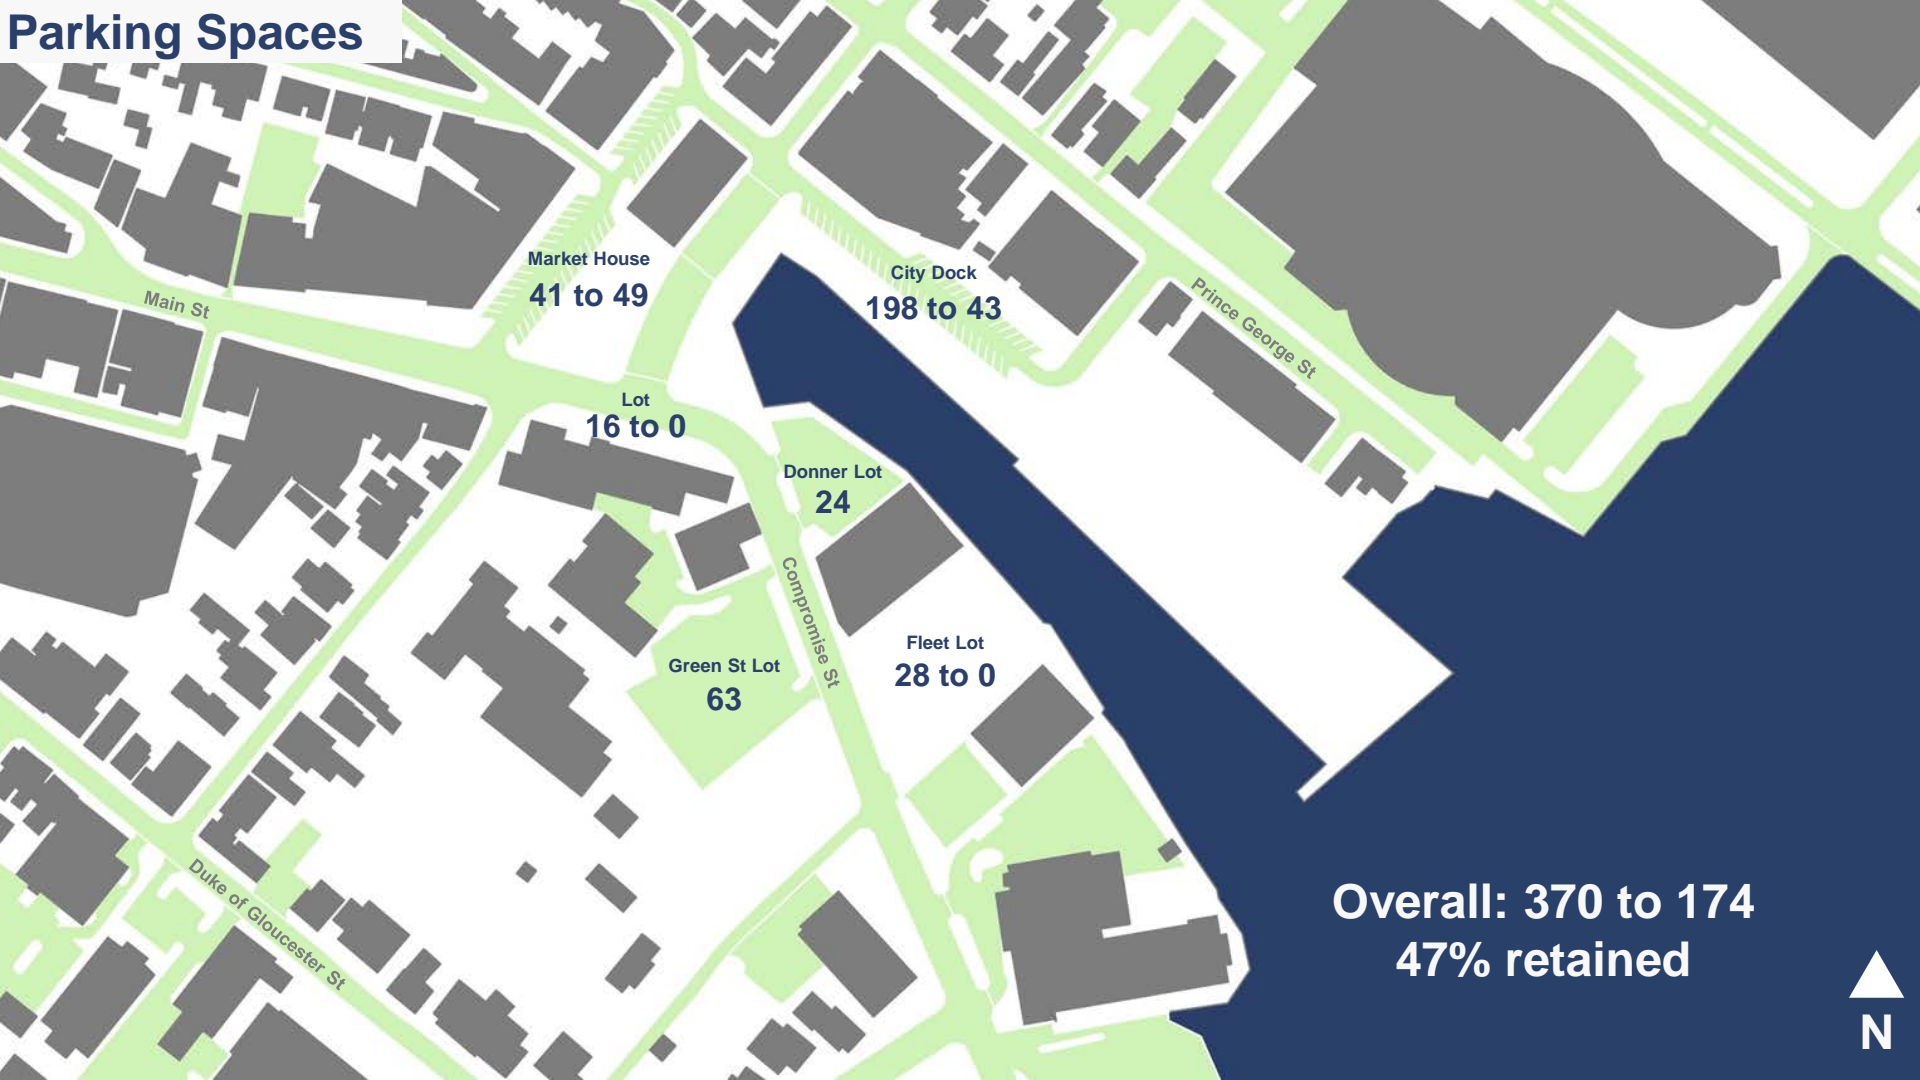 Parking Spaces
Market House
41 to 49
City Dock
198 to 43
Main St
Prince George St
Lot
16 to 0
Donner Lot
24
Compromise St
Fleet Lot
28 to 0
Green St Lot
63
Duke of Gloucester St
Overall: 370 to 174
47% retained
N